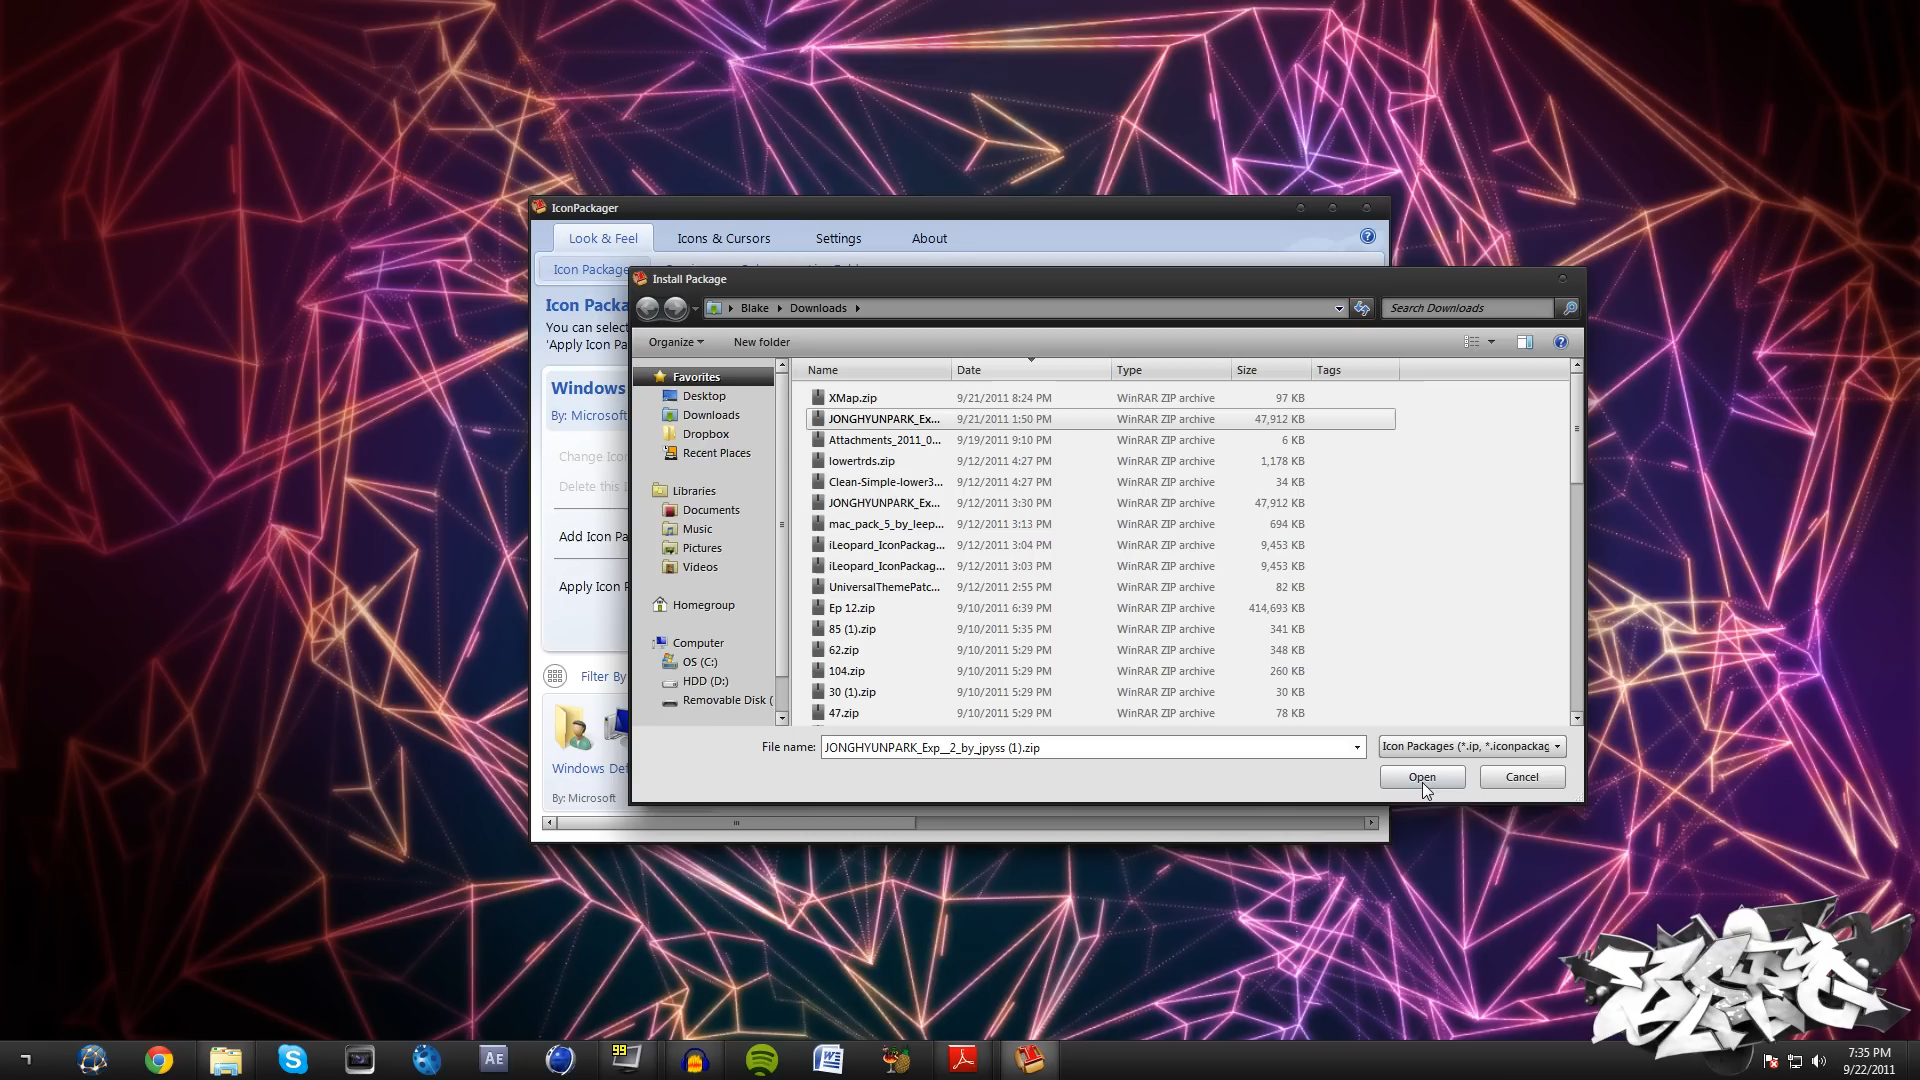 IconPackager
Look & Feel
Icons & Cursors
Settings
About
Icon Package
Install Package
Icon Packa
You can select
'Apply Icon Pa
Windows
By: Microsoft
Change Icon
Delete this I
Add Icon Pa
Apply Icon P
Filter By
Windows Def
By: Microsoft
Blake
Downloads
Search Downloads
Organize
New folder
Favorites
Desktop
Downloads
Dropbox
Recent Places
Libraries
Documents
Music
Pictures
Videos
Homegroup
Computer
OS (C:)
HDD (D:)
Removable Disk (
Name Date Type Size Tags
XMap.zip 9/21/2011 8:24 PM WinRAR ZIP archive 97 KB
JONGHYUNPARK_Ex... 9/21/2011 1:50 PM WinRAR ZIP archive 47,912 KB
Attachments_2011_0... 9/19/2011 9:10 PM WinRAR ZIP archive 6 KB
lowertrds.zip 9/12/2011 4:27 PM WinRAR ZIP archive 1,178 KB
Clean-Simple-lower3... 9/12/2011 4:27 PM WinRAR ZIP archive 34 KB
JONGHYUNPARK_Ex... 9/12/2011 3:30 PM WinRAR ZIP archive 47,912 KB
mac_pack_5_by_leep... 9/12/2011 3:13 PM WinRAR ZIP archive 694 KB
iLeopard_IconPackag... 9/12/2011 3:04 PM WinRAR ZIP archive 9,453 KB
iLeopard_IconPackag... 9/12/2011 3:03 PM WinRAR ZIP archive 9,453 KB
UniversalThemePatc... 9/12/2011 2:55 PM WinRAR ZIP archive 82 KB
Ep 12.zip 9/10/2011 6:39 PM WinRAR ZIP archive 414,693 KB
85 (1).zip 9/10/2011 5:35 PM WinRAR ZIP archive 341 KB
62.zip 9/10/2011 5:29 PM WinRAR ZIP archive 348 KB
104.zip 9/10/2011 5:29 PM WinRAR ZIP archive 260 KB
30 (1).zip 9/10/2011 5:29 PM WinRAR ZIP archive 30 KB
47.zip 9/10/2011 5:29 PM WinRAR ZIP archive 78 KB
File name: JONGHYUNPARK_Exp__2_by_jpyss (1).zip
Icon Packages (*.ip, *.iconpackag
Open
Cancel
AE
99
7:35 PM
9/22/2011